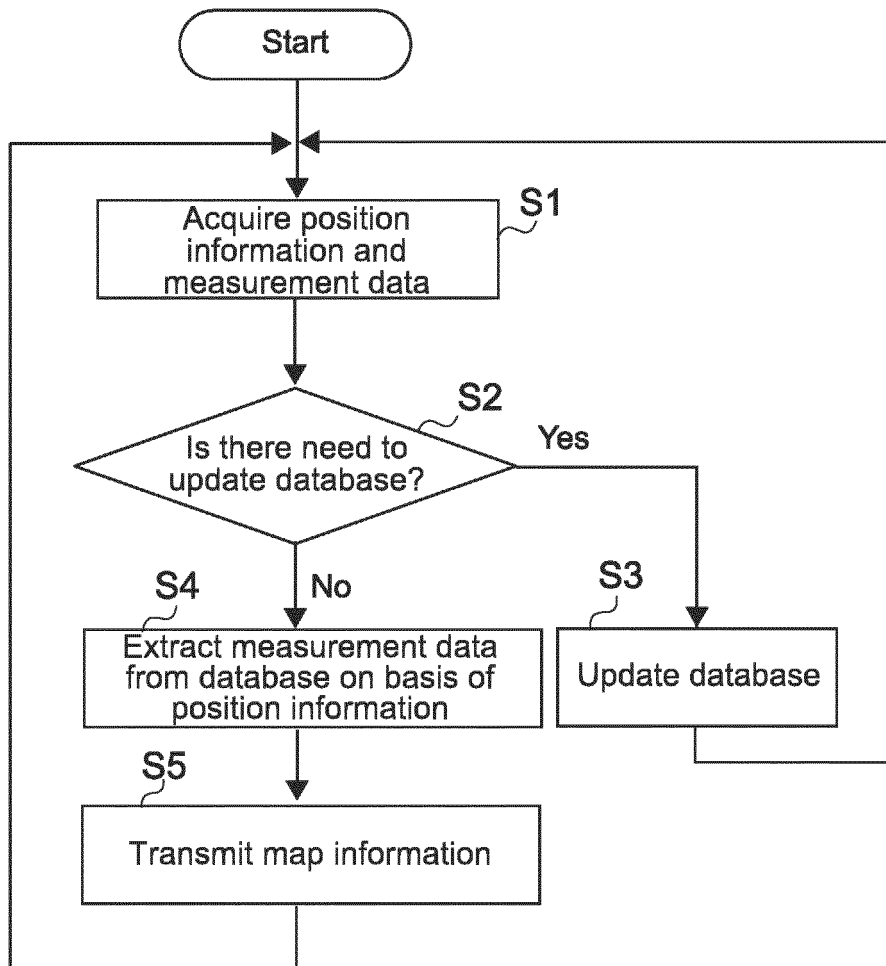 Start
Acquire position
information and
measurement data
S1
Is there need to
update database?
S2
Yes
No
S4
Extract measurement data
from database on basis of
position information
S3
Update database
S5
Transmit map information